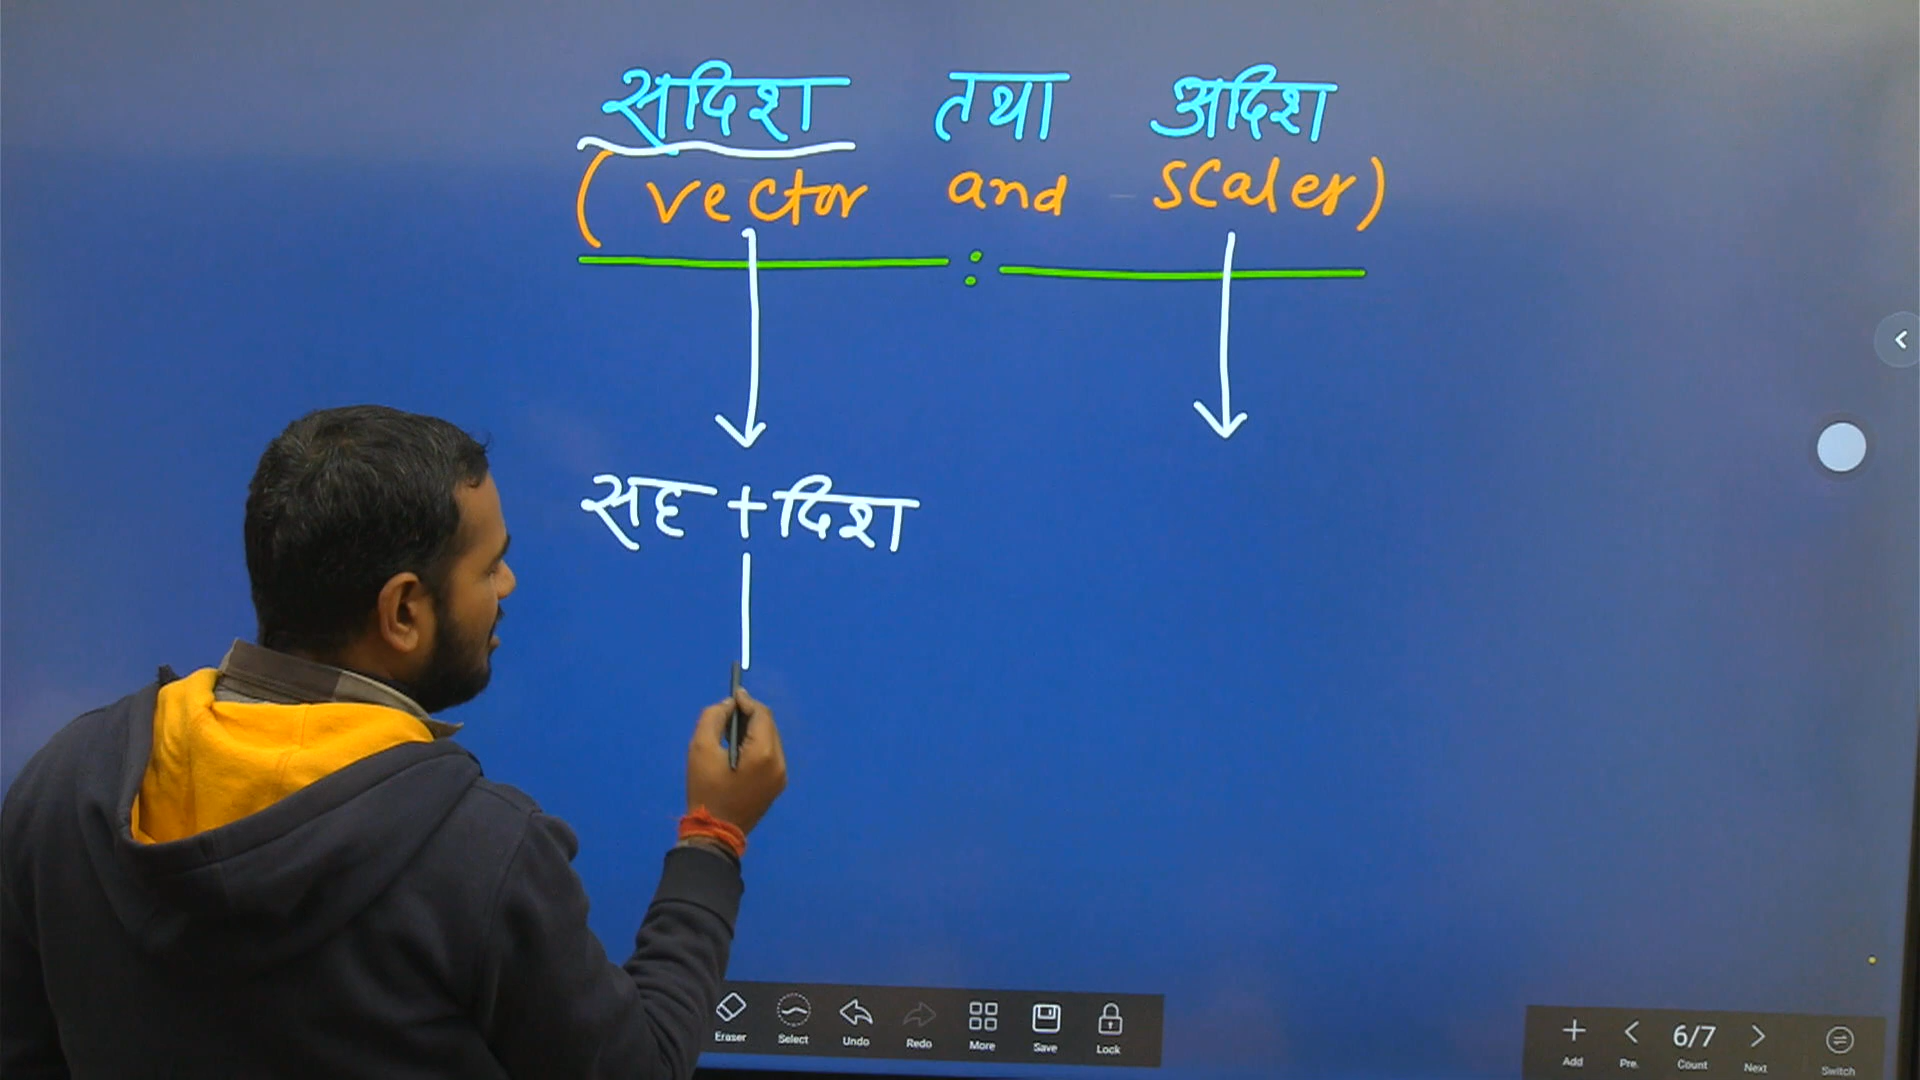 सदिश तथा अदिश
(vector and scaler)
:
सह + दिश
Eraser Select Undo Redo More Save Lock
6/7
Add Pre. Count Next Switch